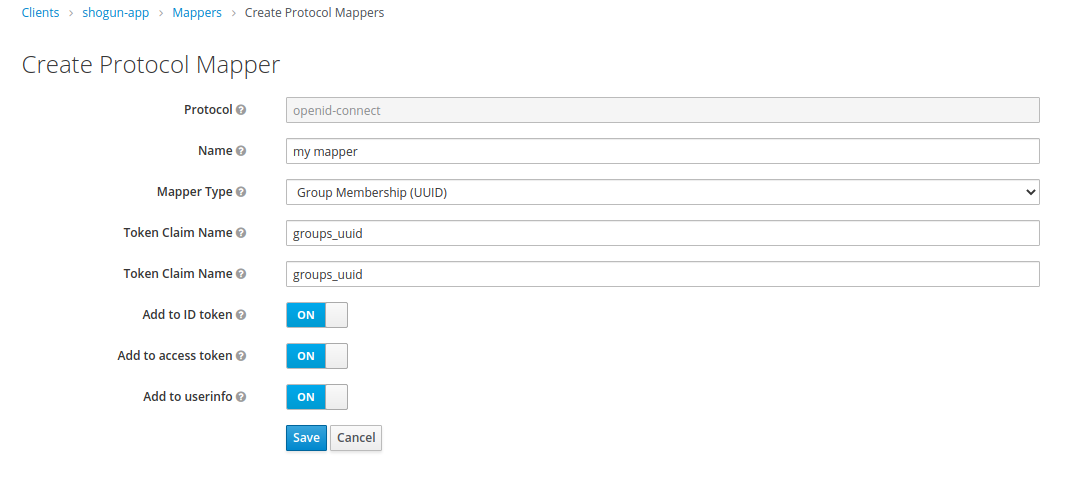 Clients > shogun-app > Mappers > Create Protocol Mappers
Create Protocol Mapper
Protocol ? openid-connect
Name ? my mapper
Mapper Type ? Group Membership (UUID)
Token Claim Name ? groups_uuid
Token Claim Name ? groups_uuid
Add to ID token ? ON
Add to access token ? ON
Add to userinfo ? ON
Save Cancel